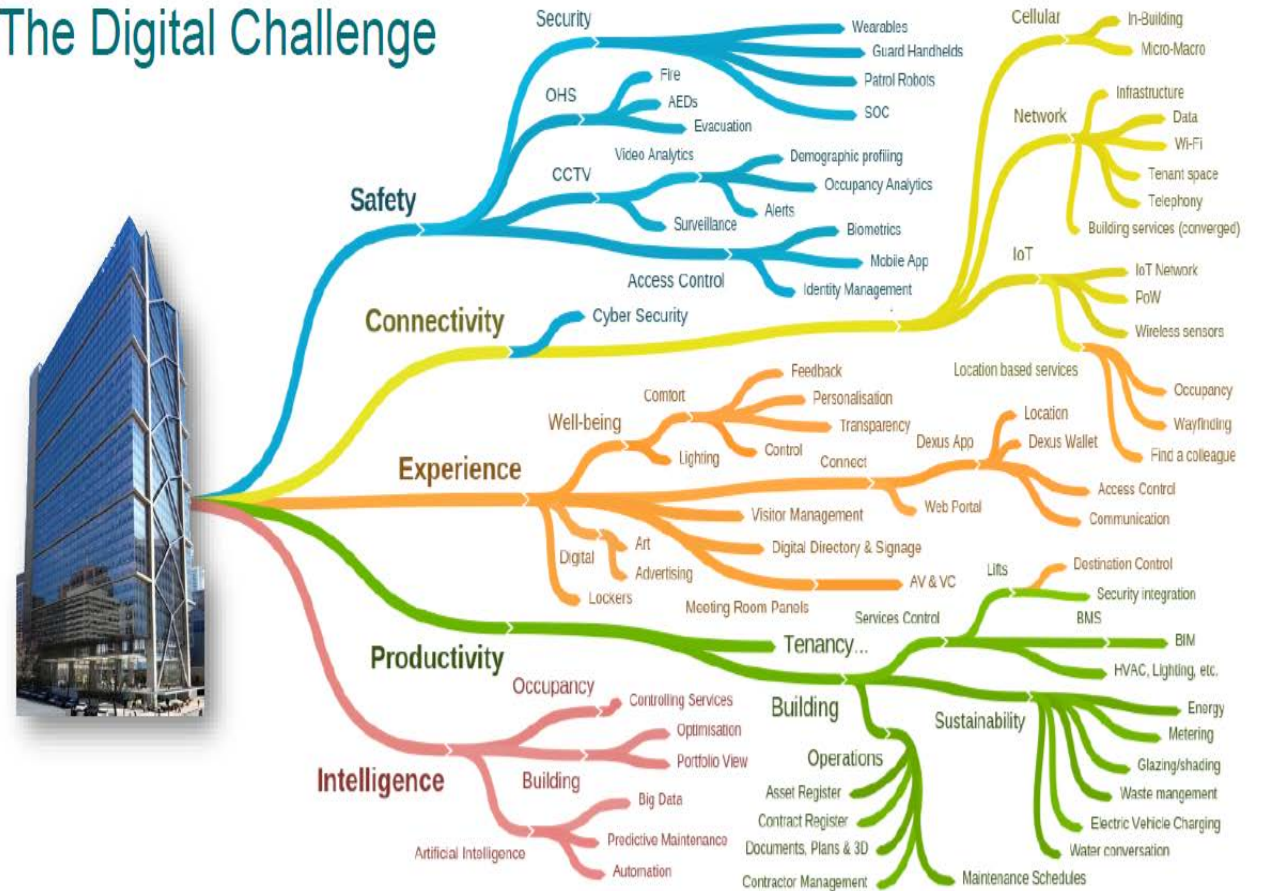 The Digital Challenge
Safety
Security
Wearables
Guard Handhelds
Patrol Robots
SOC
OHS
Fire
AEDs
Evacuation
CCTV
Video Analytics
Demographic profiling
Occupancy Analytics
Alerts
Surveillance
Access Control
Biometrics
Mobile App
Identity Management
Connectivity
Cyber Security
Cellular
In-Building
Micro-Macro
Network
Infrastructure
Data
Wi-Fi
Tenant space
Telephony
Building services (converged)
IoT
IoT Network
PoW
Wireless sensors
Location based services
Occupancy
Wayfinding
Find a colleague
Experience
Well-being
Comfort
Feedback
Personalisation
Transparency
Control
Lighting
Connect
Dexus App
Location
Dexus Wallet
Access Control
Communication
Web Portal
Visitor Management
Digital Directory & Signage
Meeting Room Panels
AV & VC
Digital
Art
Advertising
Lockers
Productivity
Tenancy...
Building
Services Control
Lifts
Destination Control
Security integration
BMS
BIM
HVAC, Lighting, etc.
Sustainability
Energy
Metering
Glazing/shading
Waste mangement
Electric Vehicle Charging
Water conversation
Operations
Asset Register
Contract Register
Documents, Plans & 3D
Contractor Management
Maintenance Schedules
Intelligence
Occupancy
Controlling Services
Building
Optimisation
Portfolio View
Artificial Intelligence
Big Data
Predictive Maintenance
Automation